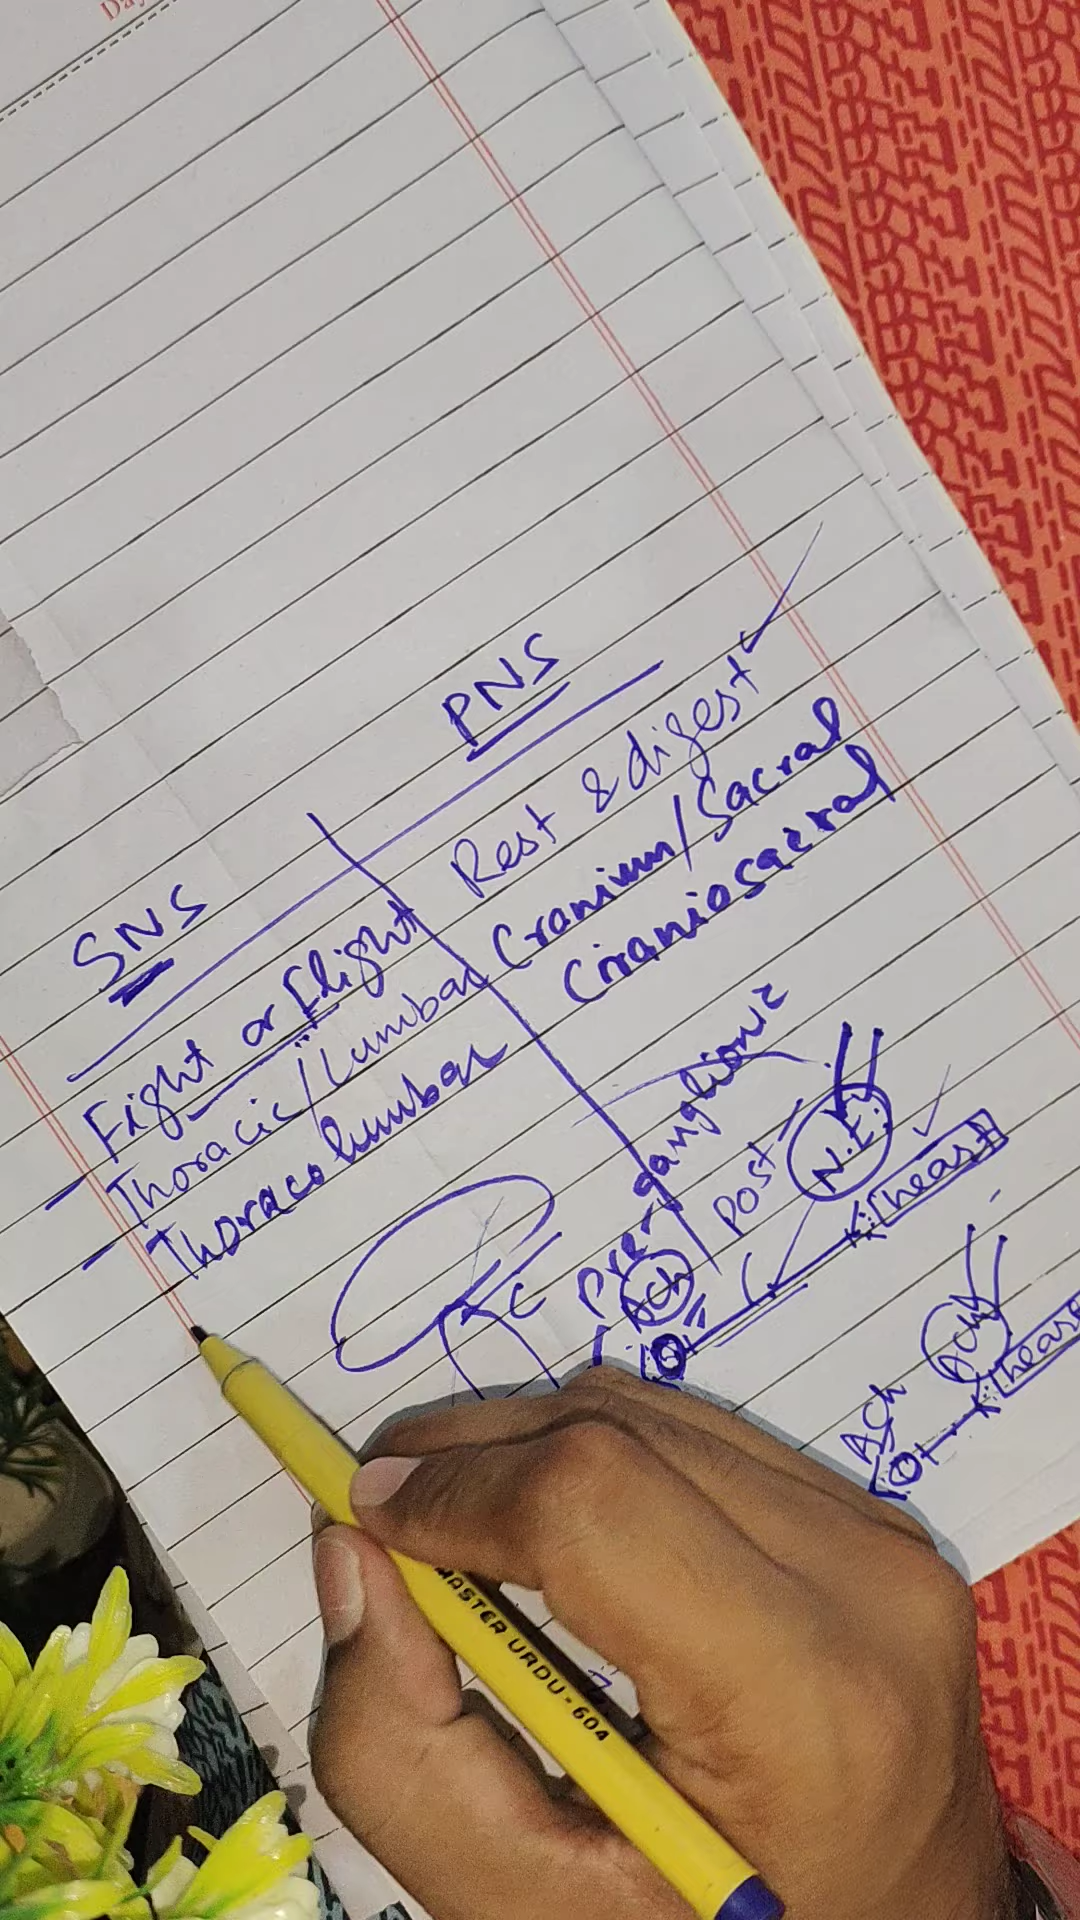 PNS
SNS
Fight or Flight Rest & digest
Thoracic/Lumbar Cranium/Sacral
Thoracolumbar Craniosacral
Pre-ganglionic
Post
N.E.
heart
ACh
C
ACh
ACh
heart
MASTER URDU-604